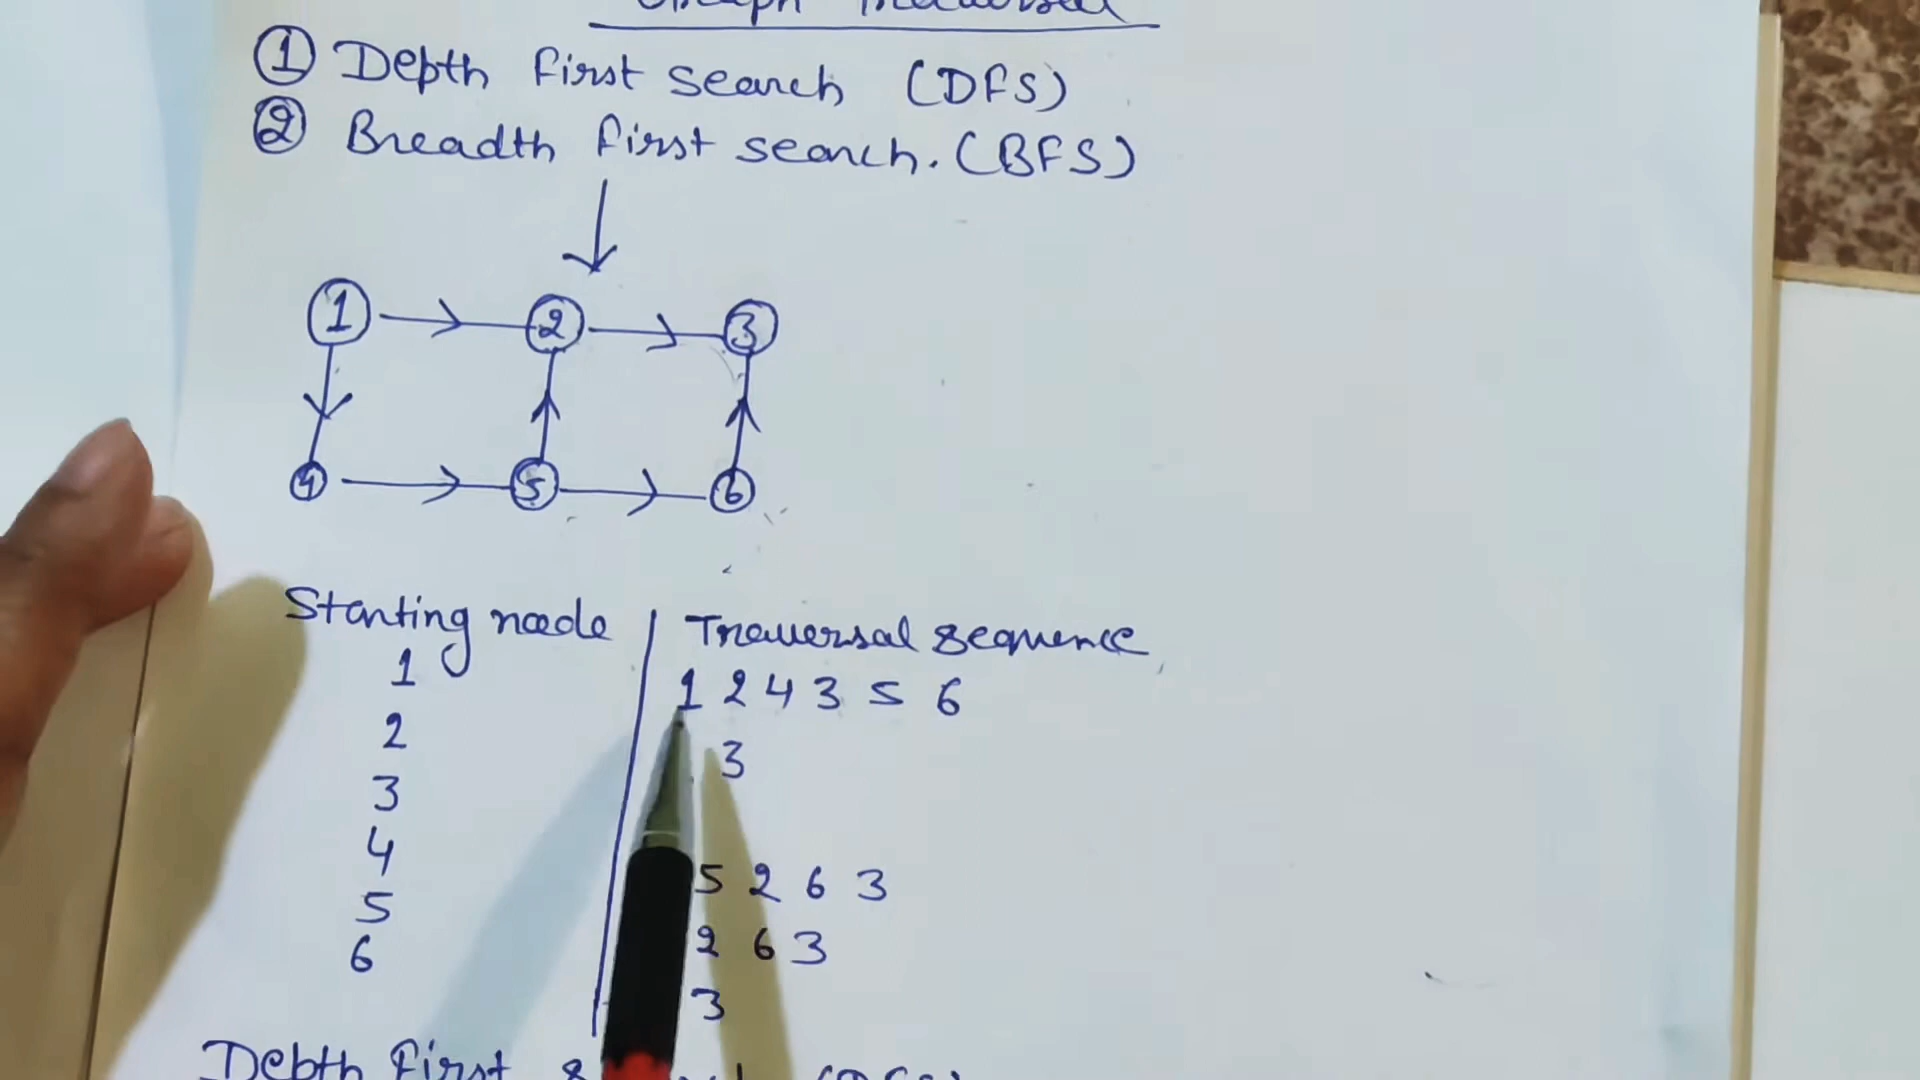 Graph Traversal
① Depth first search (DFS)
② Breadth first search. (BFS)
1 2 3
4 5 6
Starting node | Traversal sequence
1 1 2 4 3 5 6
2 3
3
4 5 2 6 3
5 2 6 3
6 3
Depth first